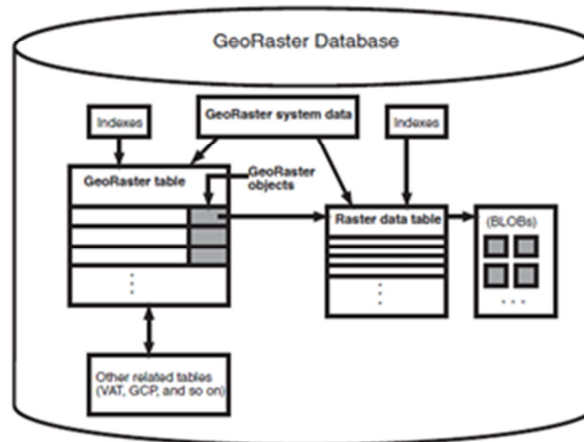 GeoRaster Database
Indexes
GeoRaster system data
Indexes
GeoRaster table
GeoRaster
objects
Raster data table
(BLOBs)
Other related tables
(VAT, GCP, and so on)